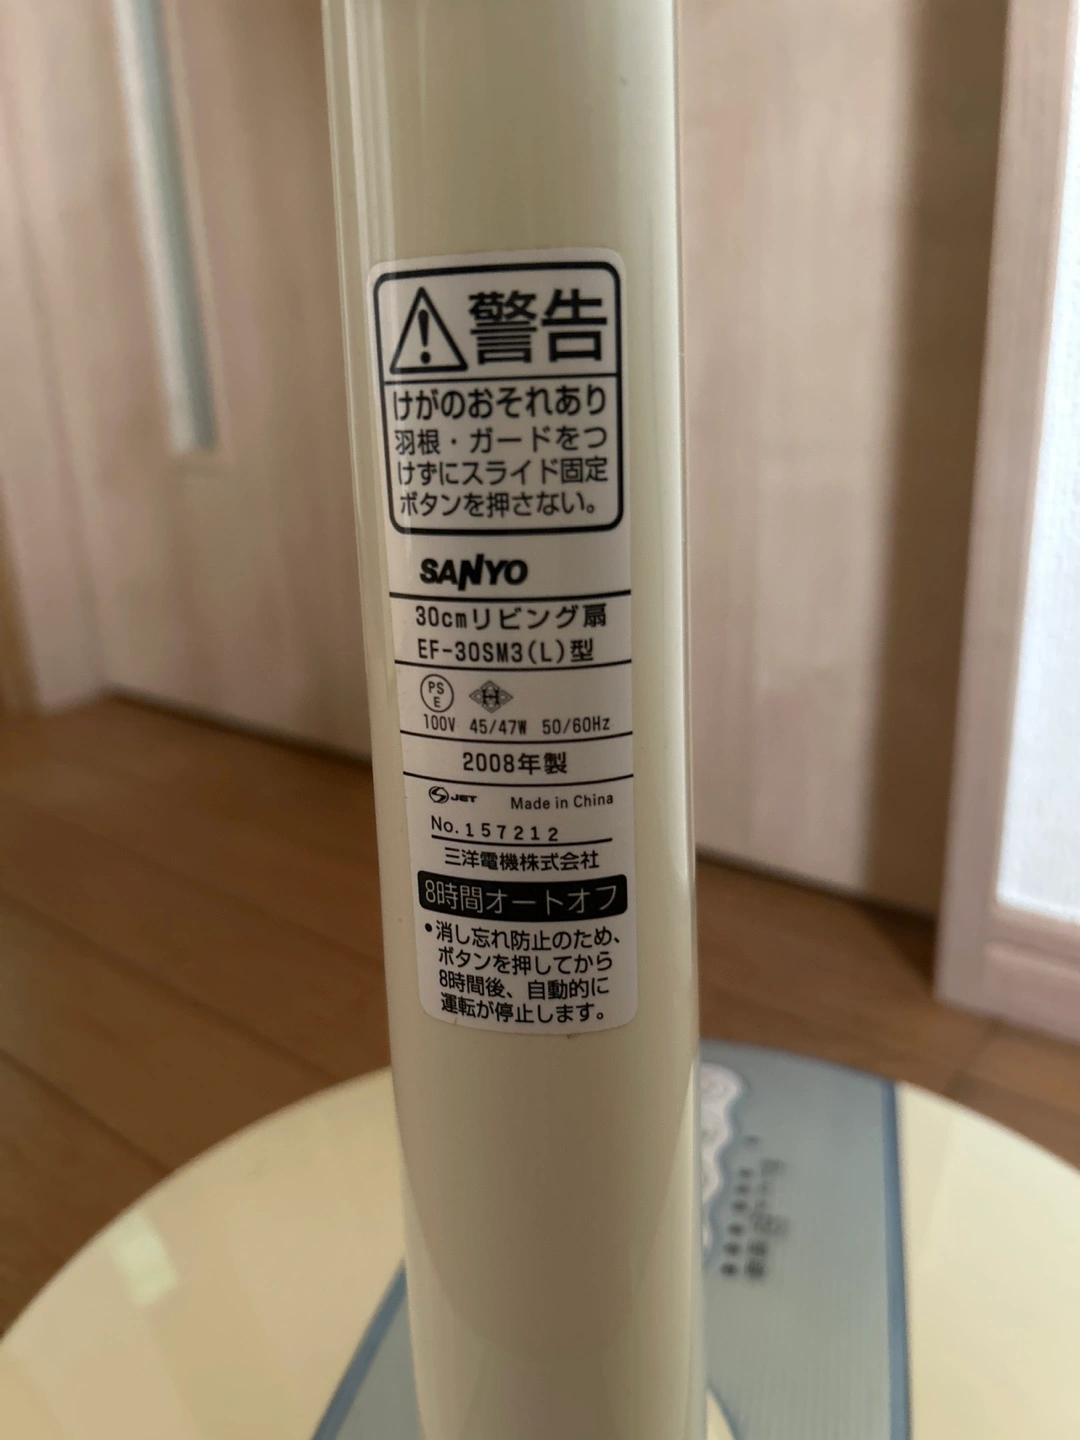 警告
けがのおそれあり
羽根・ガードをつ
けずにスライド固定
ボタンを押さない。
SANYO
30cmリビング扇
EF-30SM3(L)型
PS
E
100V 45/47W 50/60Hz
2008年製
JET Made in China
No.157212
三洋電機株式会社
8時間オートオフ
•消し忘れ防止のため、
ボタンを押してから
8時間後、自動的に
運転が停止します。